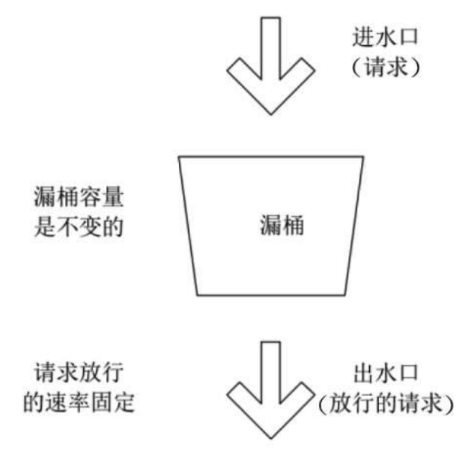 进水口
（请求）
漏桶容量
是不变的
漏桶
请求放行
的速率固定
出水口
(放行的请求)